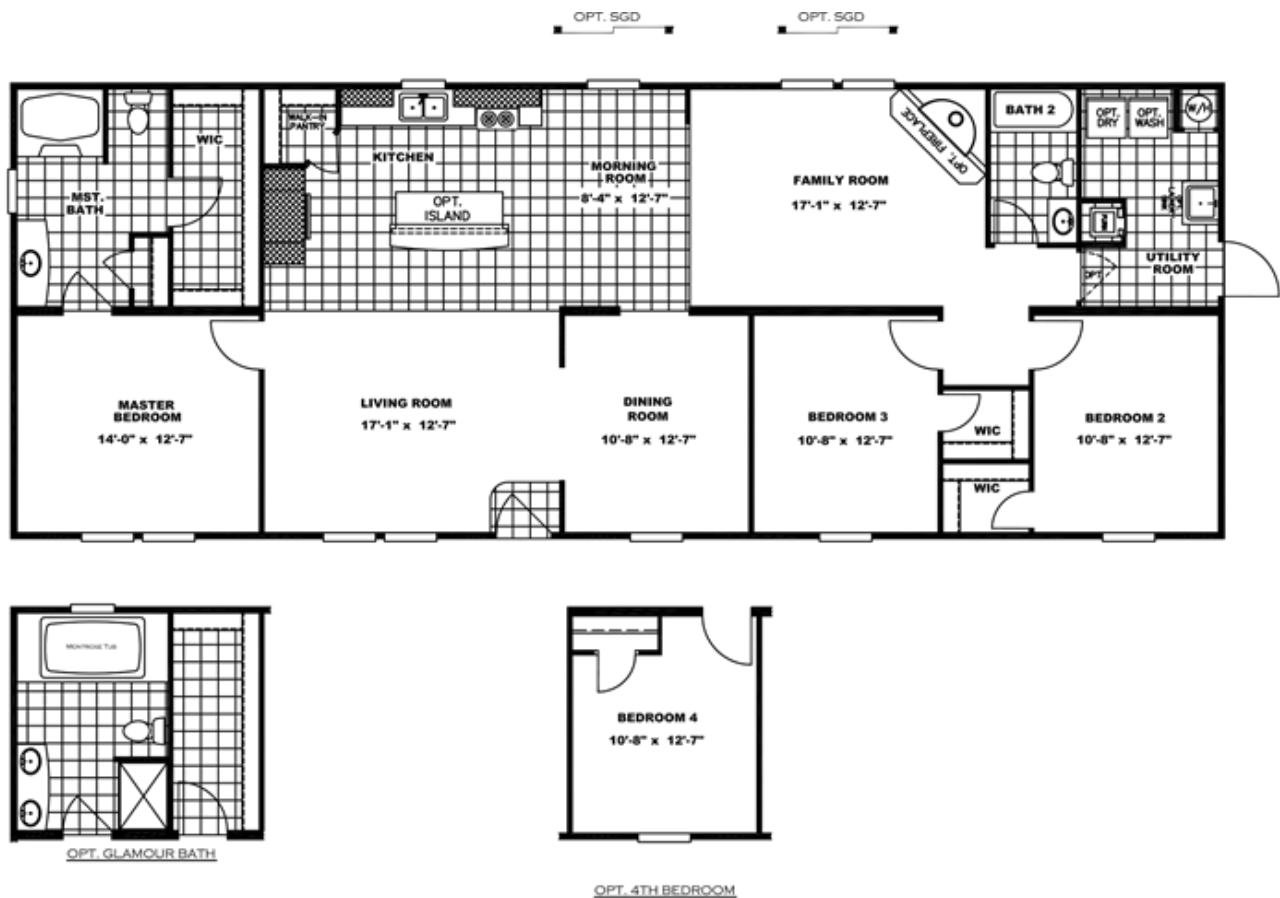 OPT. SGD
OPT. SGD
WIC
WALK-IN
PANTRY
KITCHEN
MST.
BATH
OPT.
ISLAND
MORNING
ROOM
8'-4" x 12'-7"
FAMILY ROOM
17'-1" x 12'-7"
OPT. FIREPLACE
BATH 2
OPT.
DRY
OPT.
WASH
W/H
FURN
OPT
UTILITY
ROOM
MASTER
BEDROOM
14'-0" x 12'-7"
LIVING ROOM
17'-1" x 12'-7"
DINING
ROOM
10'-8" x 12'-7"
BEDROOM 3
10'-8" x 12'-7"
WIC
WIC
BEDROOM 2
10'-8" x 12'-7"
MONTROSE TUB
OPT. GLAMOUR BATH
BEDROOM 4
10'-8" x 12'-7"
OPT. 4TH BEDROOM